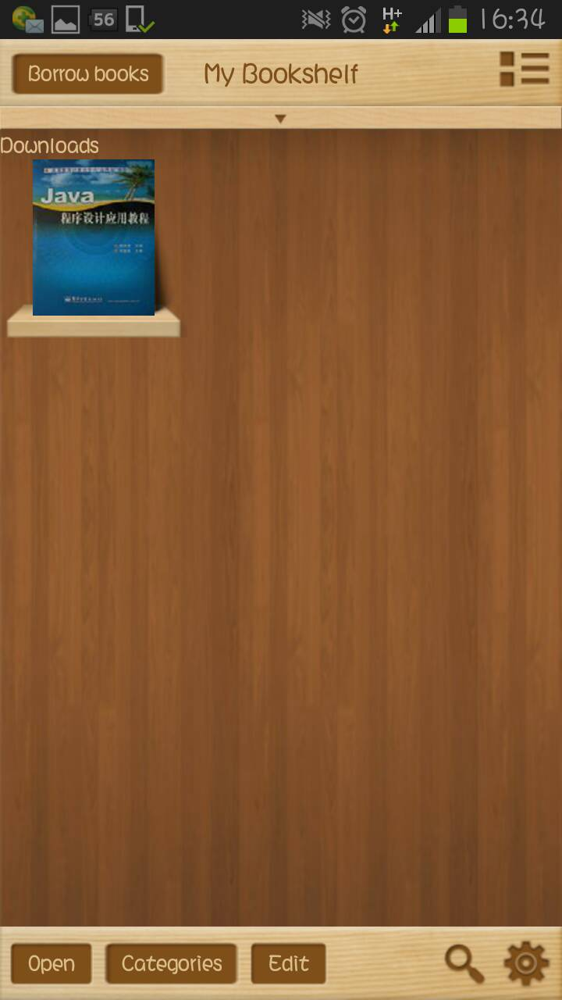 56
H+
16:34
Borrow books
My Bookshelf
Downloads
Java
程序设计应用教程
Open
Categories
Edit